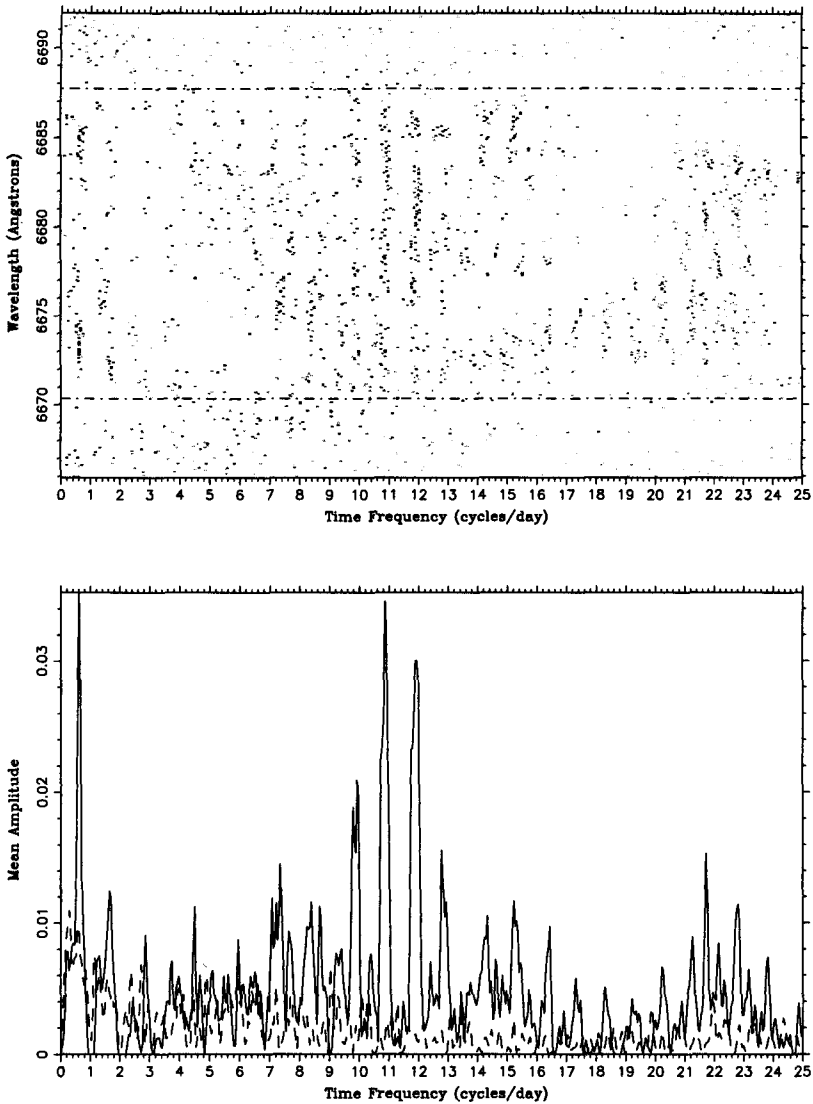 6690
6685
6680
6675
6670
Wavelength (Angstrons)
0 1 2 3 4 5 6 7 8 9 10 11 12 13 14 15 16 17 18 19 20 21 22 23 24 25
Time Frequency (cycles/day)
0.03
0.02
0.01
0
Mean Amplitude
0 1 2 3 4 5 6 7 8 9 10 11 12 13 14 15 16 17 18 19 20 21 22 23 24 25
Time Frequency (cycles/day)